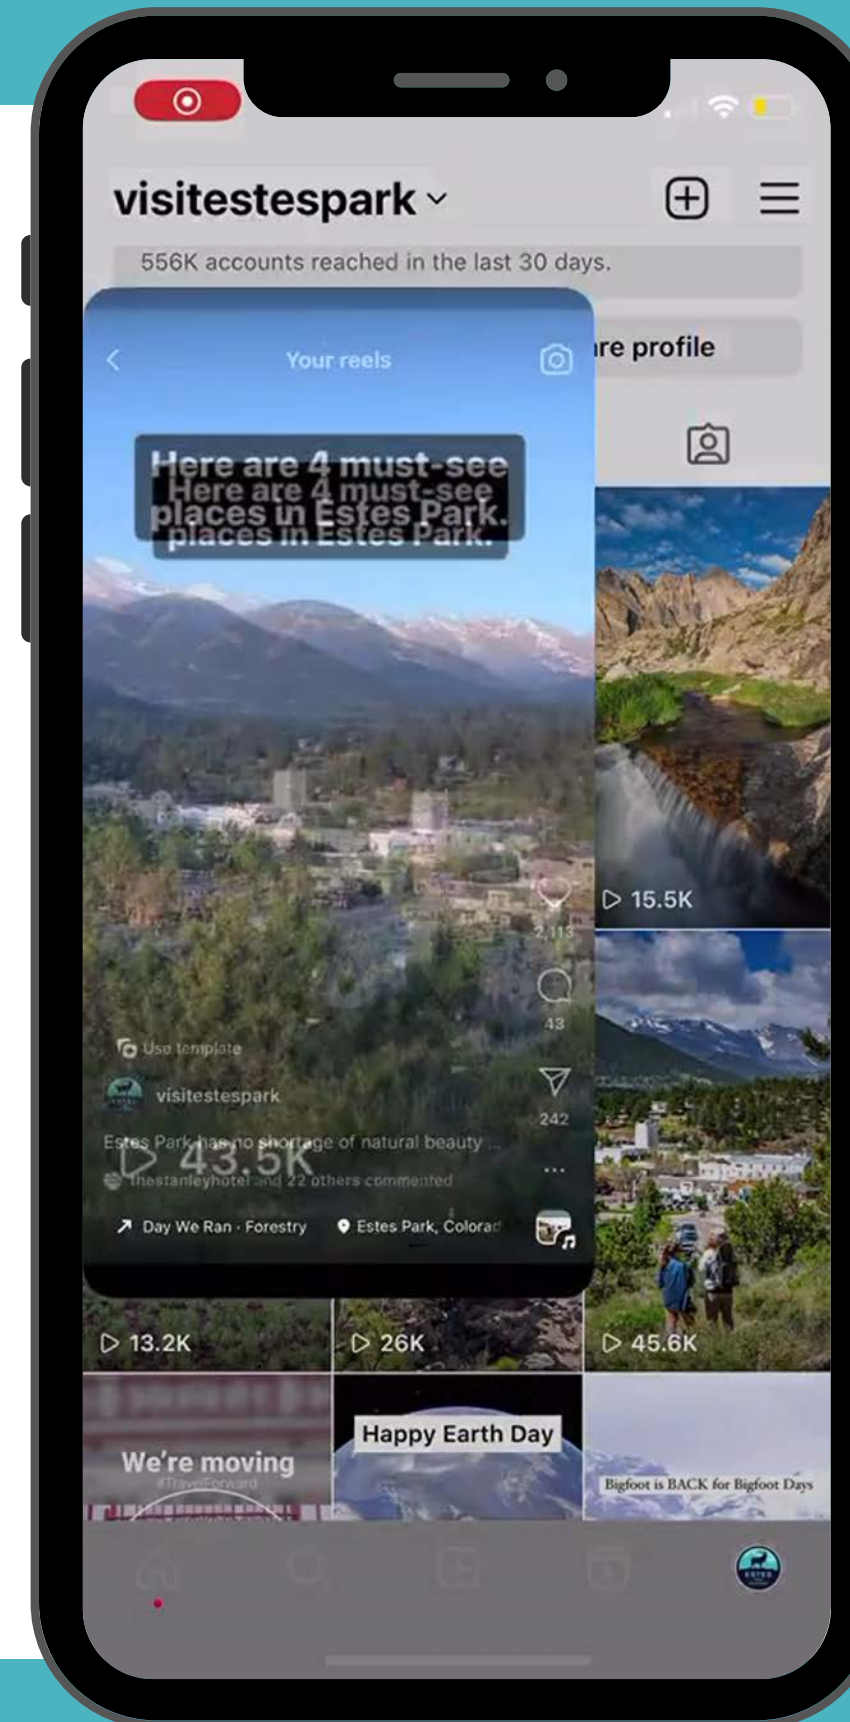 visitestespark
556K accounts reached in the last 30 days.
re profile
Your reels
Here are 4 must-see
places in Estes Park.
Here are 4 must-see
places in Estes Park.
15.5K
2,113
43
Use template
visitestespark
242
Estes Park has no shortage of natural beauty ...
43.5K
thestanleyhotel and 22 others commented
Day We Ran · Forestry
Estes Park, Colorad
13.2K
26K
45.6K
We're moving
#TravelForward
Happy Earth Day
Bigfoot is BACK for Bigfoot Days
ESTES